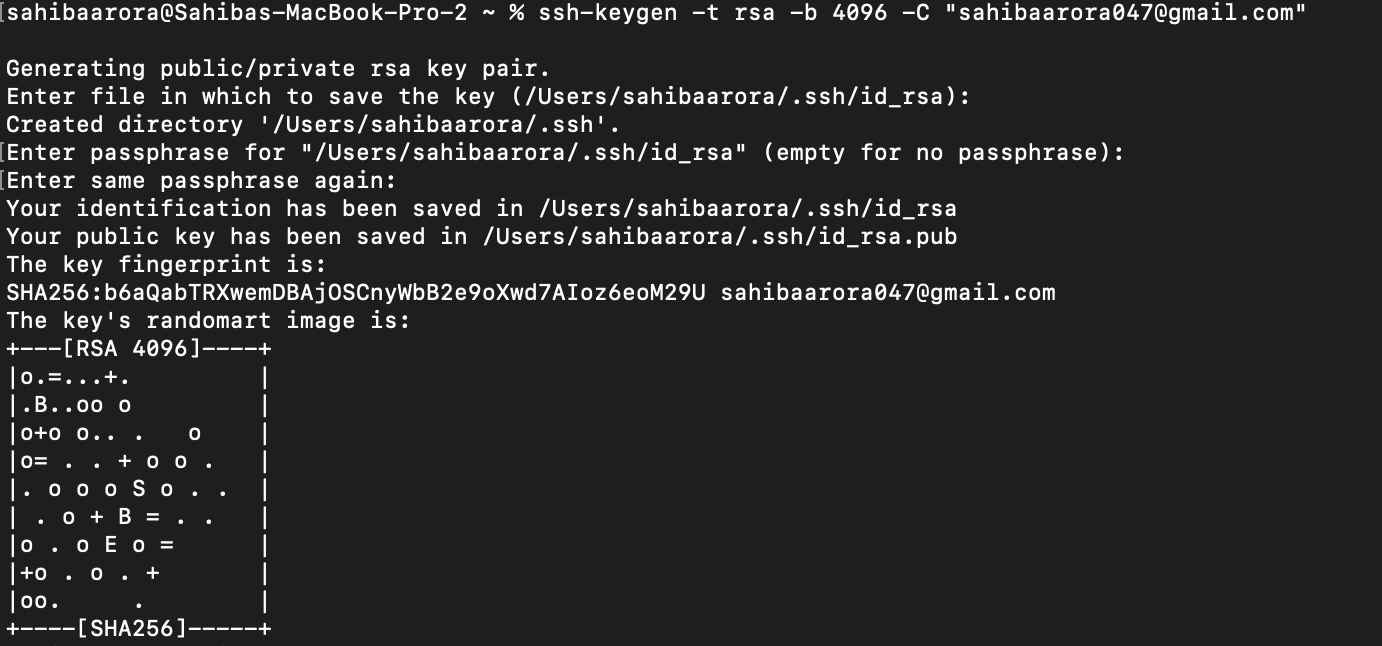 sahibaarora@Sahibas-MacBook-Pro-2 ~ % ssh-keygen -t rsa -b 4096 -C "sahibaarora047@gmail.com"

Generating public/private rsa key pair.
Enter file in which to save the key (/Users/sahibaarora/.ssh/id_rsa):
Created directory '/Users/sahibaarora/.ssh'.
Enter passphrase for "/Users/sahibaarora/.ssh/id_rsa" (empty for no passphrase):
Enter same passphrase again:
Your identification has been saved in /Users/sahibaarora/.ssh/id_rsa
Your public key has been saved in /Users/sahibaarora/.ssh/id_rsa.pub
The key fingerprint is:
SHA256:b6aQabTRXwemDBAjOSCnyWbB2e9oXwd7AIoz6eoM29U sahibaarora047@gmail.com
The key's randomart image is:
+---[RSA 4096]----+
|o.=...+.         |
|.B..oo o         |
|o+o o.. .   o    |
|o= . . + o o .   |
|. o o o S o . .  |
| . o + B = . .   |
|o . o E o =      |
|+o . o . +       |
|oo.     .        |
+----[SHA256]-----+